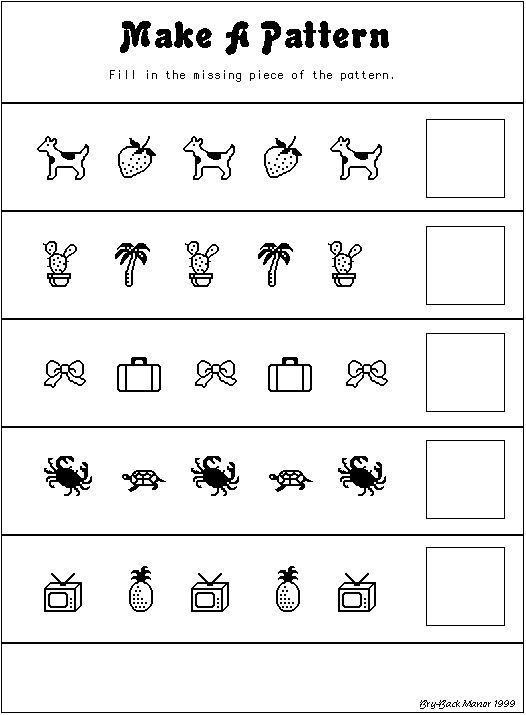 Make A Pattern
Fill in the missing piece of the pattern.
Bry-Back Manor 1999